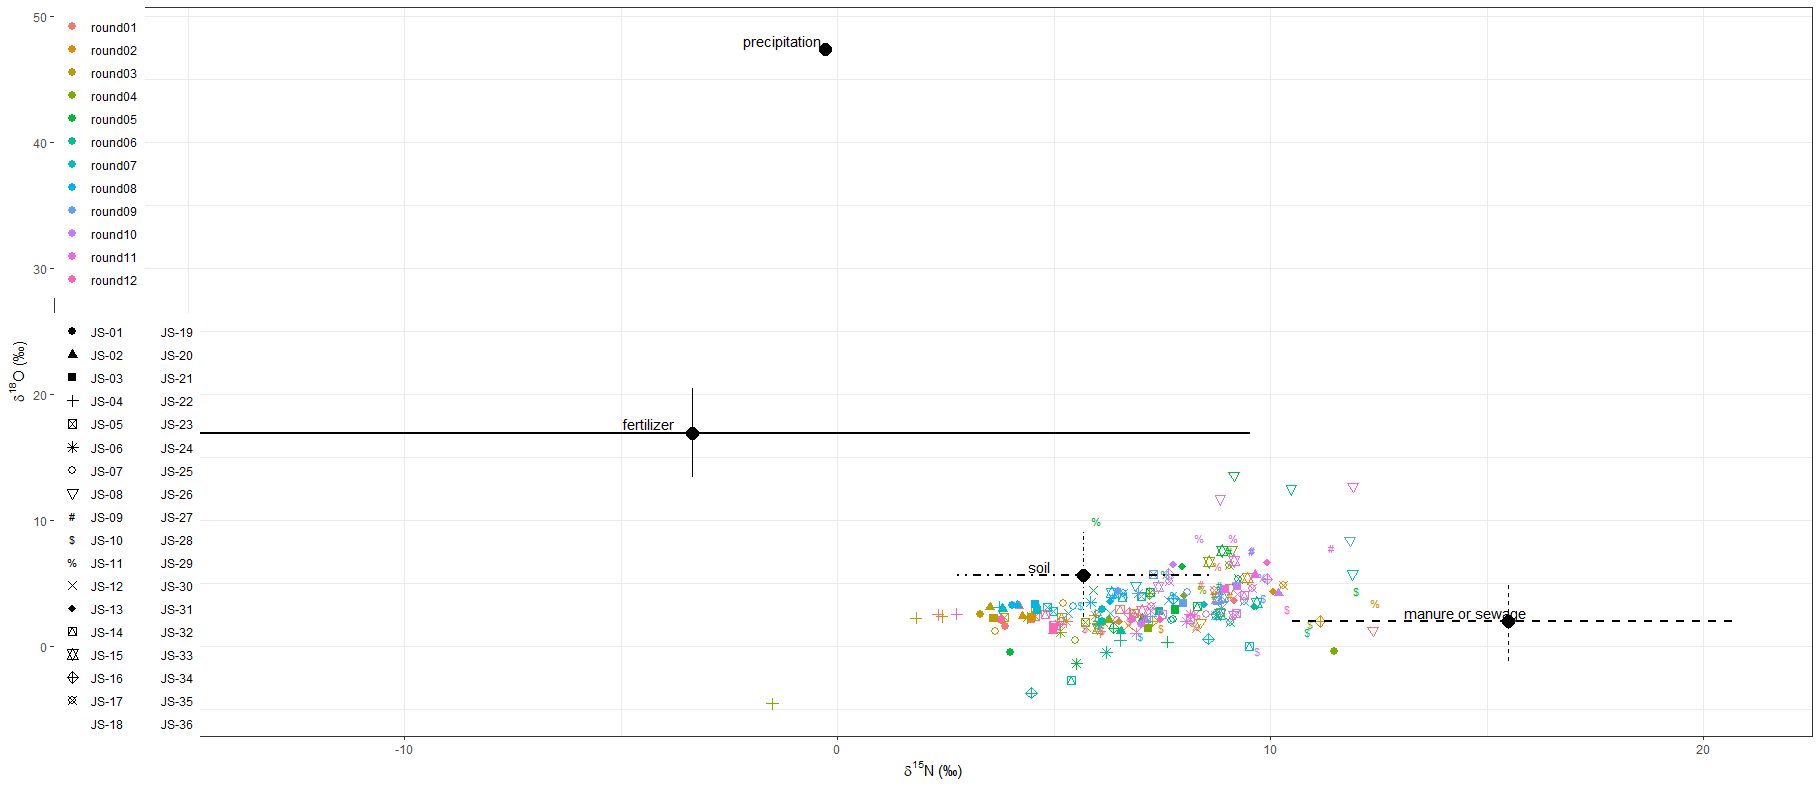 50
40
30
20
10
0
δ18O (‰)
round01
round02
round03
round04
round05
round06
round07
round08
round09
round10
round11
round12
JS-01 JS-19
JS-02 JS-20
JS-03 JS-21
JS-04 JS-22
JS-05 JS-23
JS-06 JS-24
JS-07 JS-25
JS-08 JS-26
# JS-09 JS-27
$ JS-10 JS-28
% JS-11 JS-29
JS-12 JS-30
JS-13 JS-31
JS-14 JS-32
JS-15 JS-33
JS-16 JS-34
JS-17 JS-35
JS-18 JS-36
precipitation
fertilizer
soil
manure or sewage
-10 0 10 20
δ15N (‰)